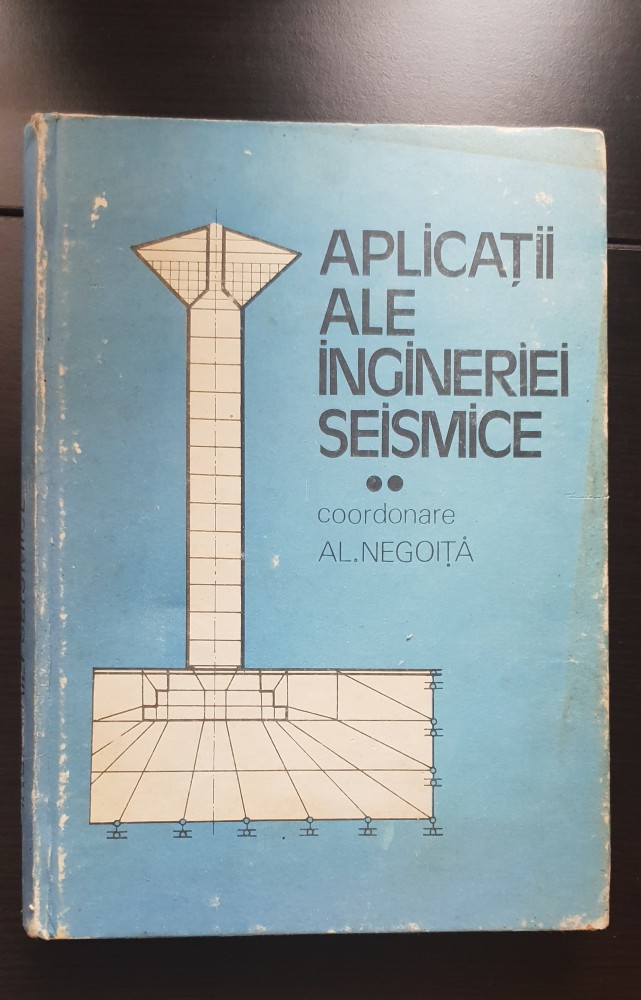 APLICAȚII
ALE
INGINERIEI
SEISMICE
●●
coordonare
AL.NEGOIȚĂ